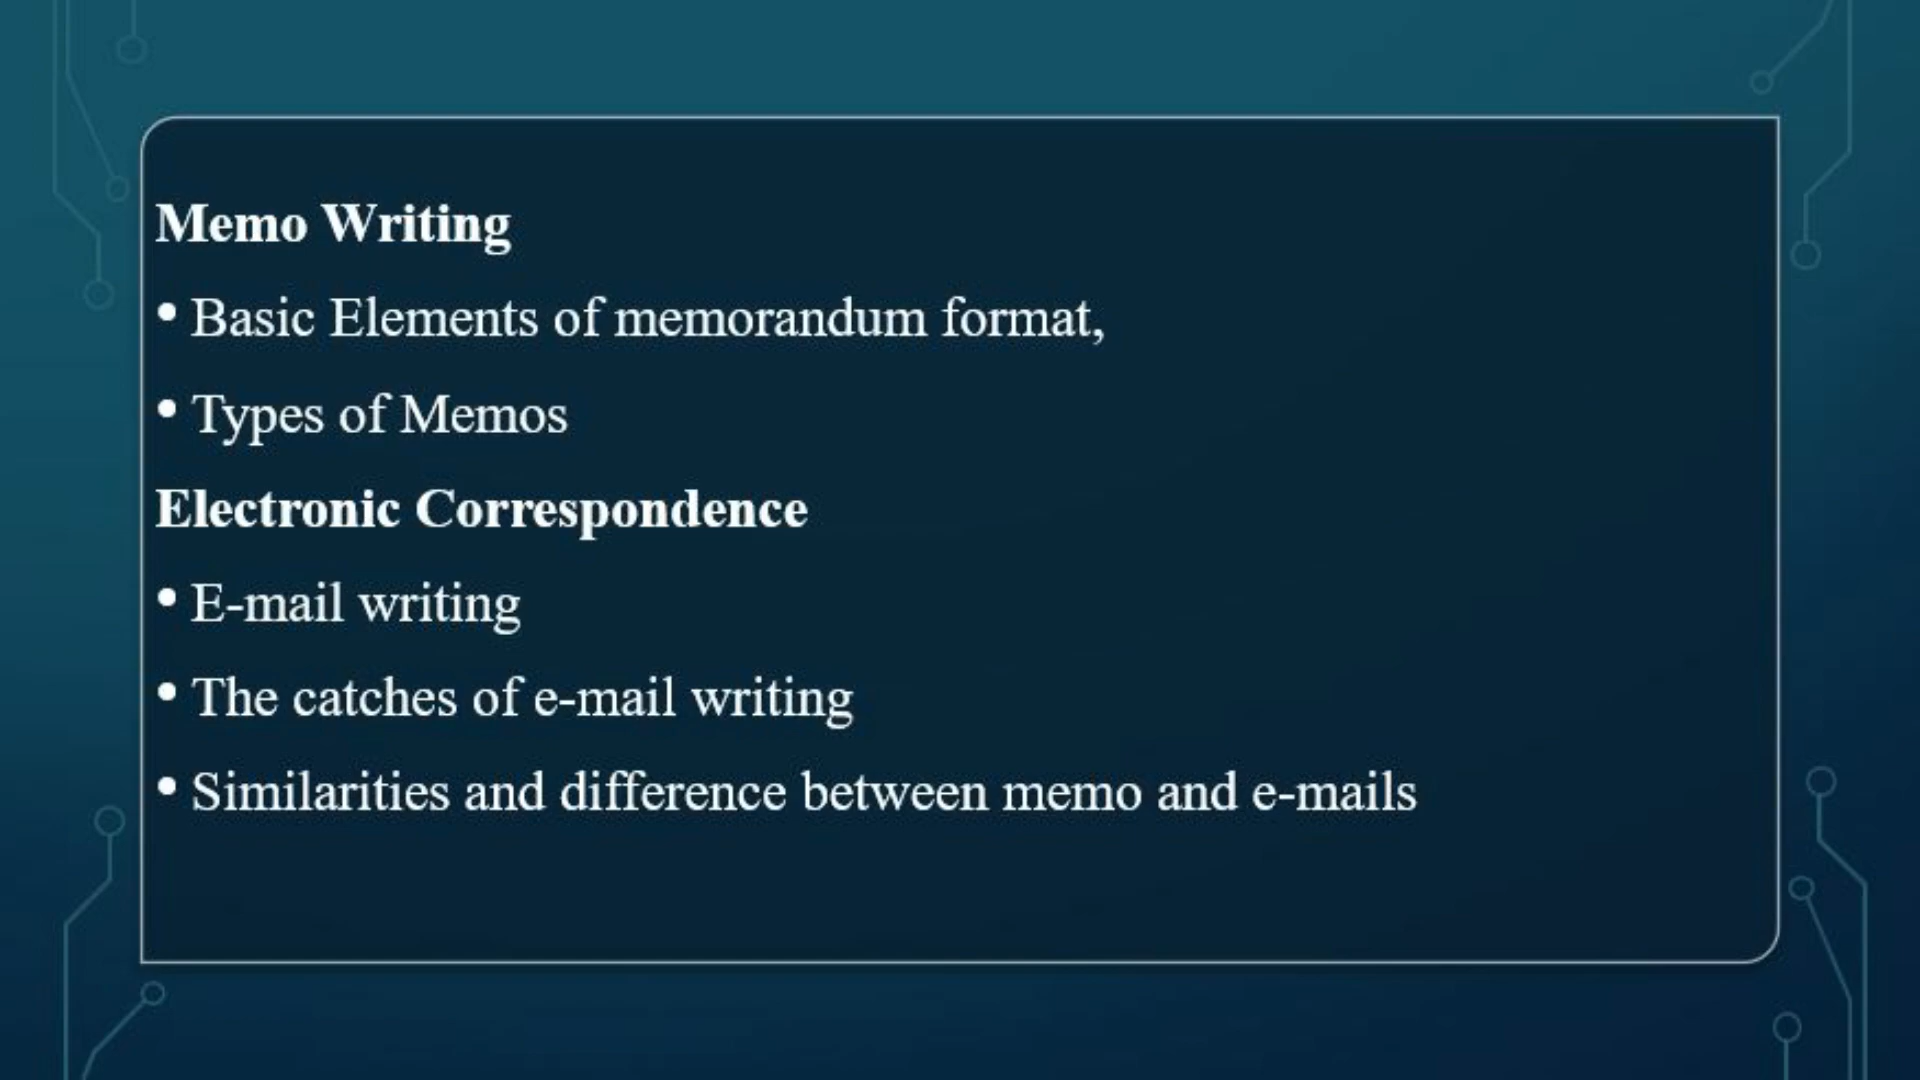 Memo Writing
• Basic Elements of memorandum format,
• Types of Memos
Electronic Correspondence
• E-mail writing
• The catches of e-mail writing
• Similarities and difference between memo and e-mails